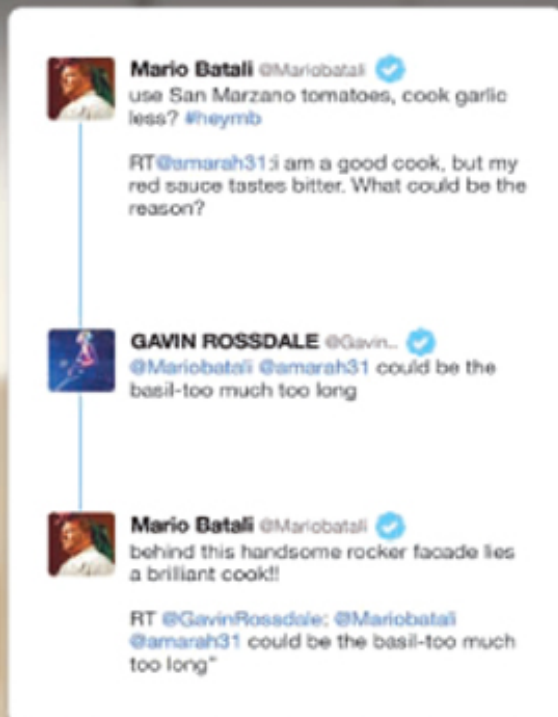 Mario Batali @Mariobatali
use San Marzano tomatoes, cook garlic
less? #heymb
RT@amarah31:i am a good cook, but my
red sauce tastes bitter. What could be the
reason?
GAVIN ROSSDALE @Gavin...
@Mariobatali @amarah31 could be the
basil-too much too long
Mario Batali @Mariobatali
behind this handsome rocker facade lies
a brilliant cook!!
RT @GavinRossdale: @Mariobatali
@amarah31 could be the basil-too much
too long"